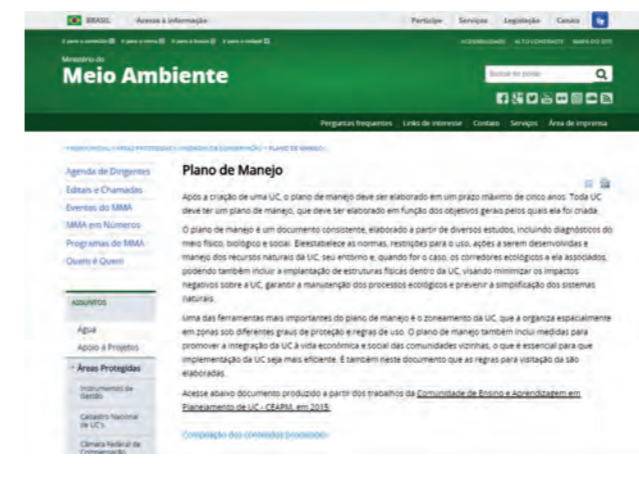 BRASIL Acesso à informação Participe Serviços Legislação Canais
ACESSIBILIDADE ALTO CONTRASTE MAPA DO SITE
Ministério do
Meio Ambiente
Buscar no portal
Perguntas frequentes Links de interesse Contato Serviços Área de imprensa
Agenda de Dirigentes
Editais e Chamadas
Eventos do MMA
MMA em Números
Programas do MMA
Quem é Quem
ASSUNTOS
Água
Apoio a Projetos
Áreas Protegidas
Instrumentos de
Gestão
Cadastro Nacional
de UC's
Câmara Federal de
Compensação
Plano de Manejo
Após a criação de uma UC, o plano de manejo deve ser elaborado em um prazo máximo de cinco anos. Toda UC
deve ter um plano de manejo, que deve ser elaborado em função dos objetivos gerais pelos quais ela foi criada.
O plano de manejo é um documento consistente, elaborado a partir de diversos estudos, incluindo diagnósticos do
meio físico, biológico e social. Eleestabelece as normas, restrições para o uso, ações a serem desenvolvidas e
manejo dos recursos naturais da UC, seu entorno e, quando for o caso, os corredores ecológicos a ela associados,
podendo também incluir a implantação de estruturas físicas dentro da UC, visando minimizar os impactos
negativos sobre a UC, garantir a manutenção dos processos ecológicos e prevenir a simplificação dos sistemas
naturais.
Uma das ferramentas mais importantes do plano de manejo é o zoneamento da UC, que a organiza espacialmente
em zonas sob diferentes graus de proteção e regras de uso. O plano de manejo também inclui medidas para
promover a integração da UC à vida econômica e social das comunidades vizinhas, o que é essencial para que
implementação da UC seja mais eficiente. É também neste documento que as regras para visitação da são
elaboradas.
Acesse abaixo documento produzido a partir dos trabalhos da Comunidade de Ensino e Aprendizagem em
Planejamento de UC - CEAPM, em 2015.
Compilação dos conteúdos produzidos